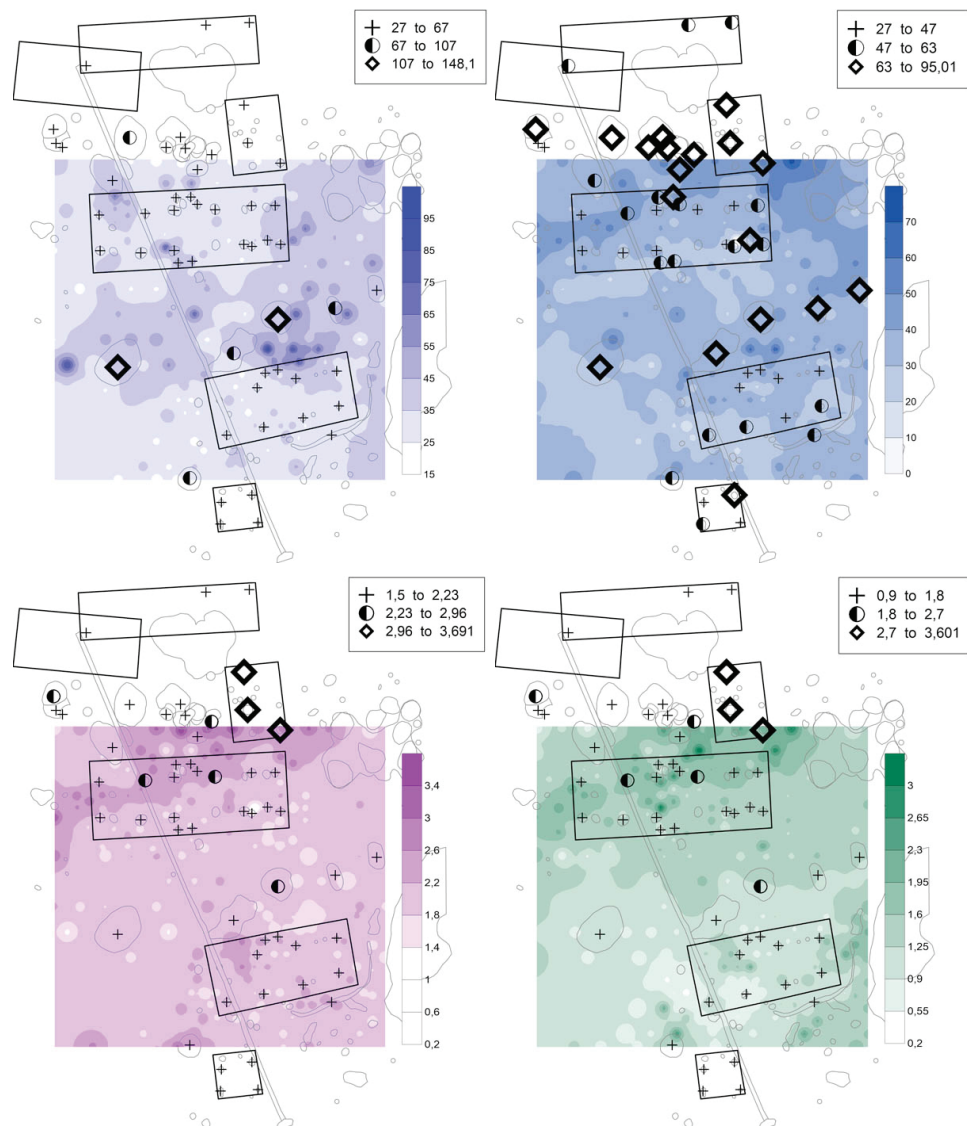 27 to 67
67 to 107
107 to 148,1
95
85
75
65
55
45
35
25
15
27 to 47
47 to 63
63 to 95,01
70
60
50
40
30
20
10
0
1,5 to 2,23
2,23 to 2,96
2,96 to 3,691
3,4
3
2,6
2,2
1,8
1,4
1
0,6
0,2
0,9 to 1,8
1,8 to 2,7
2,7 to 3,601
3
2,65
2,3
1,95
1,6
1,25
0,9
0,55
0,2